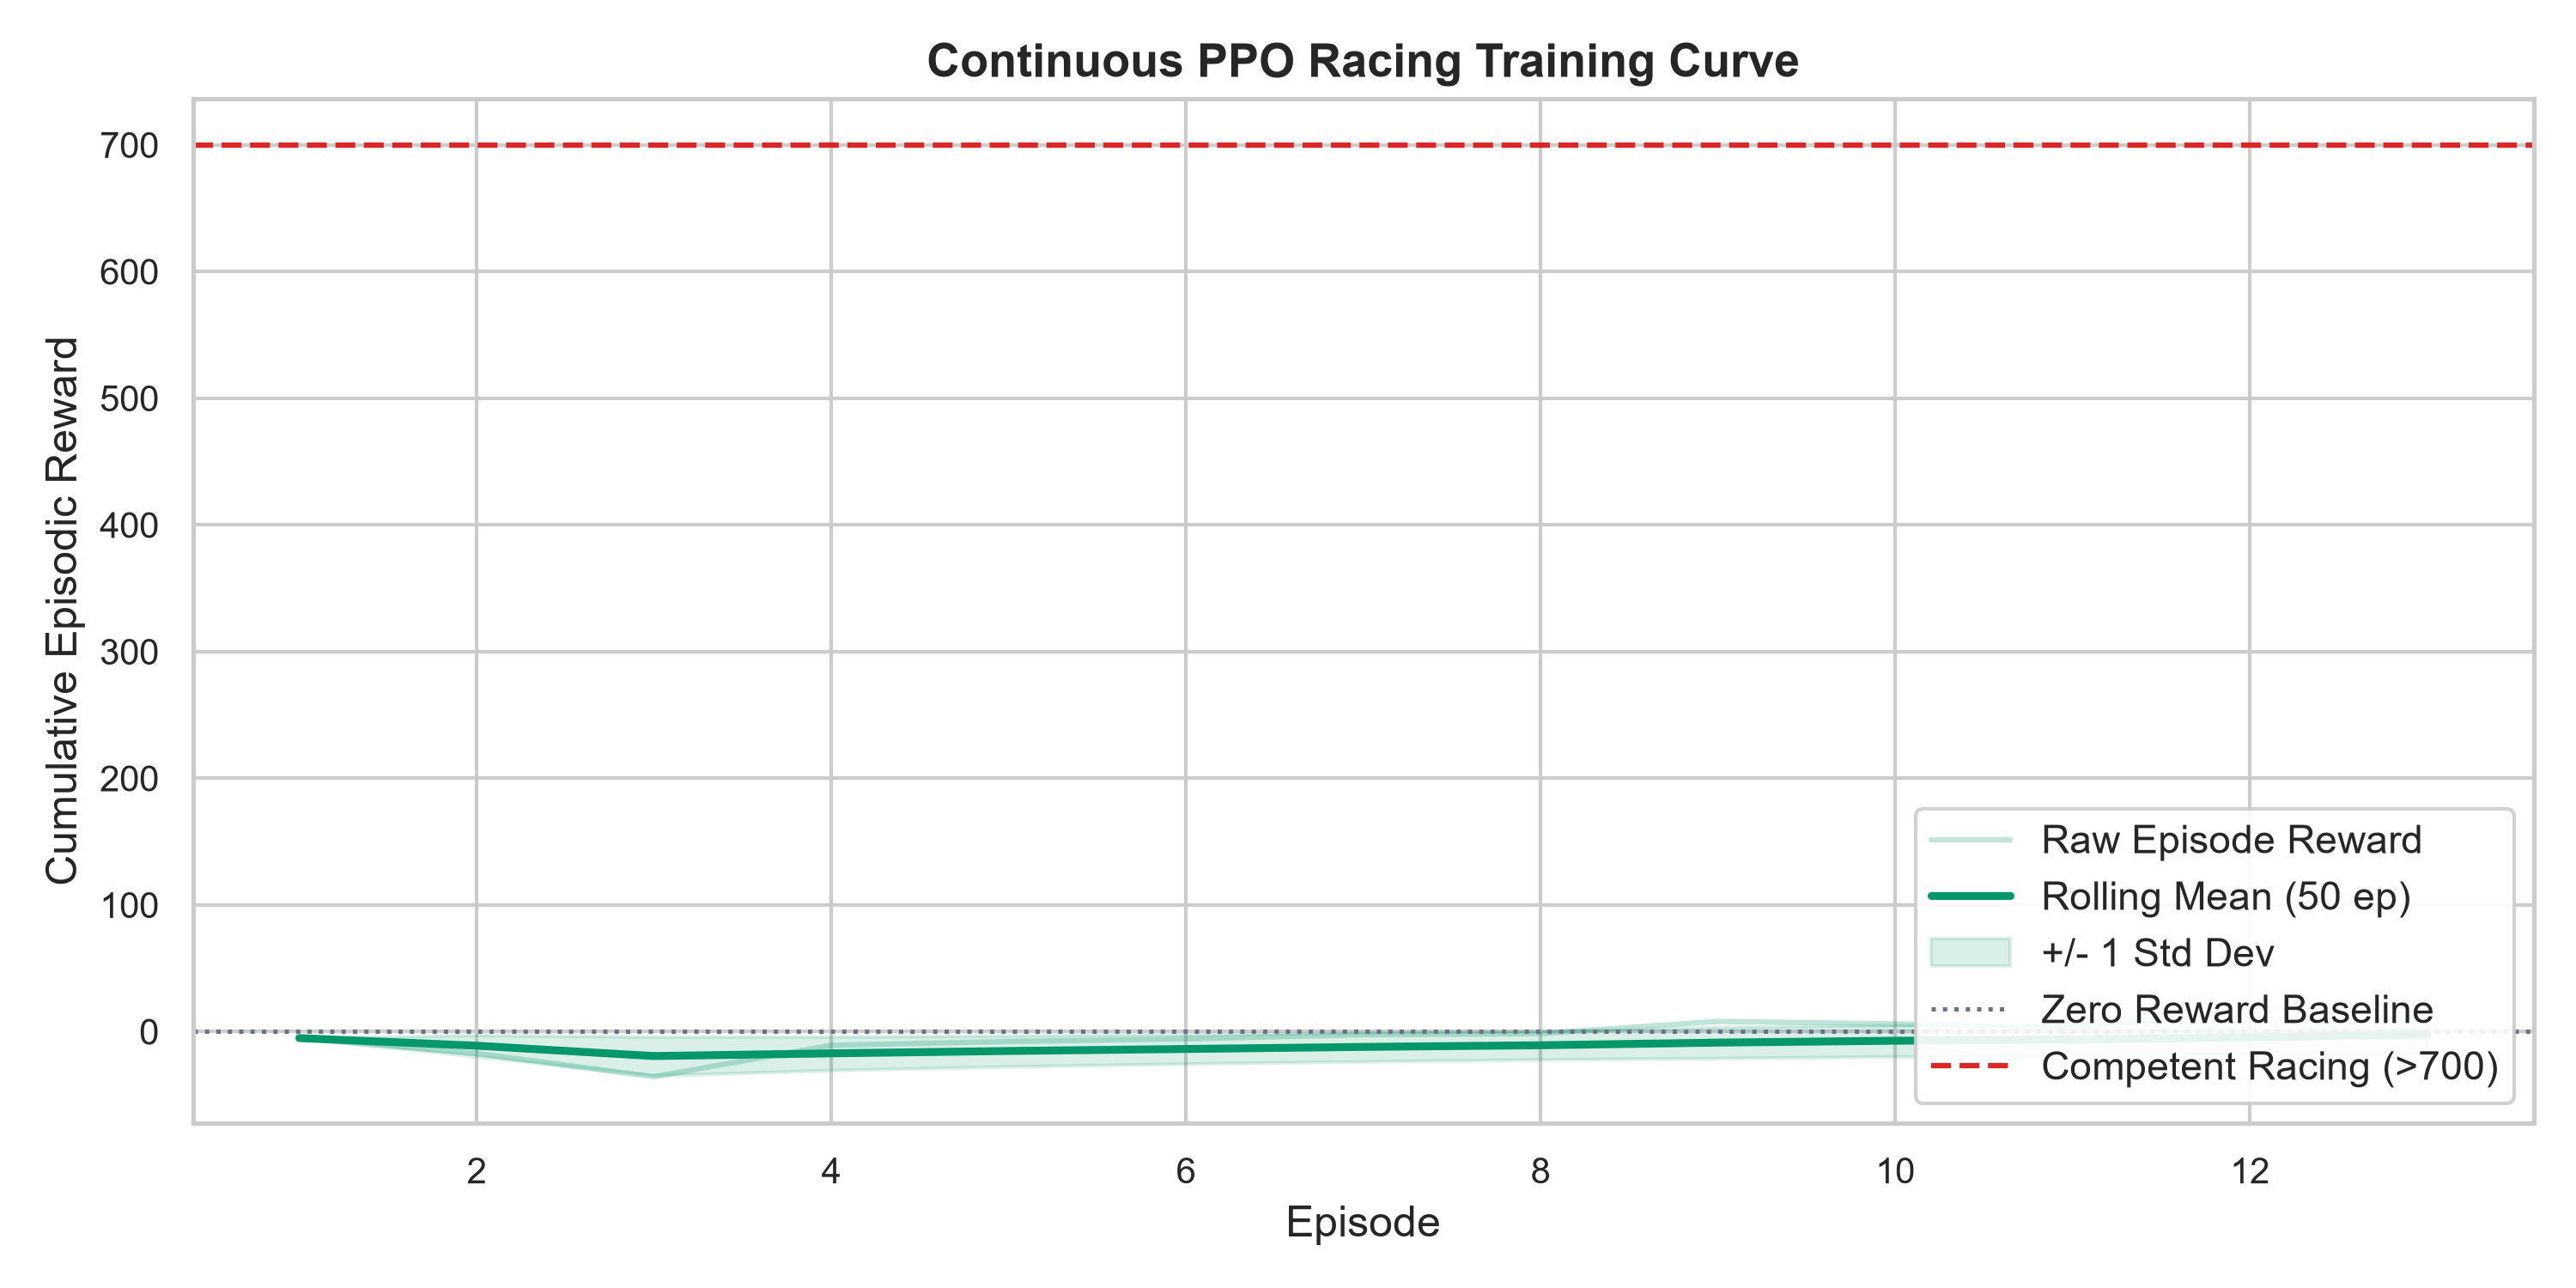 Continuous PPO Racing Training Curve
Cumulative Episodic Reward
700
600
500
400
300
200
100
0
Raw Episode Reward
Rolling Mean (50 ep)
+/- 1 Std Dev
Zero Reward Baseline
Competent Racing (>700)
2 4 6 8 10 12
Episode